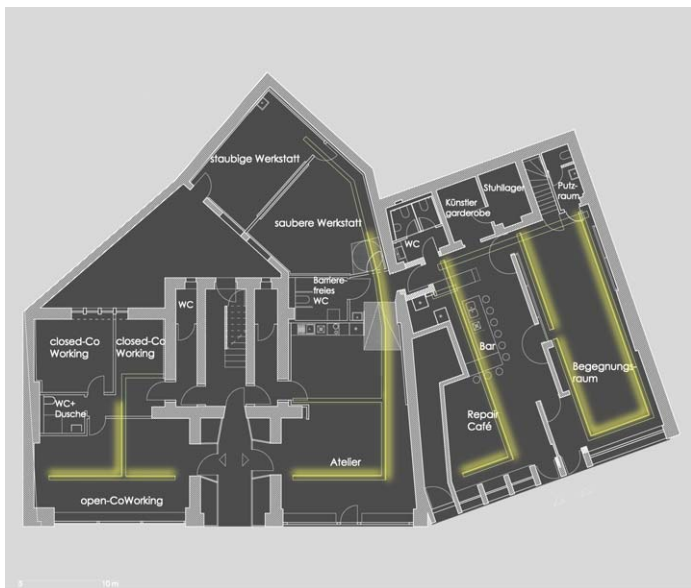 staubige Werkstatt
saubere Werkstatt
Künstler
garderobe
Stuhllager
Putz-
raum
WC
Barriere-
freies
WC
WC
closed-Co
Working
closed-Co
Working
WC+
Dusche
Bar
Begegnungs-
raum
Repair
Café
Atelier
open-CoWorking
10m